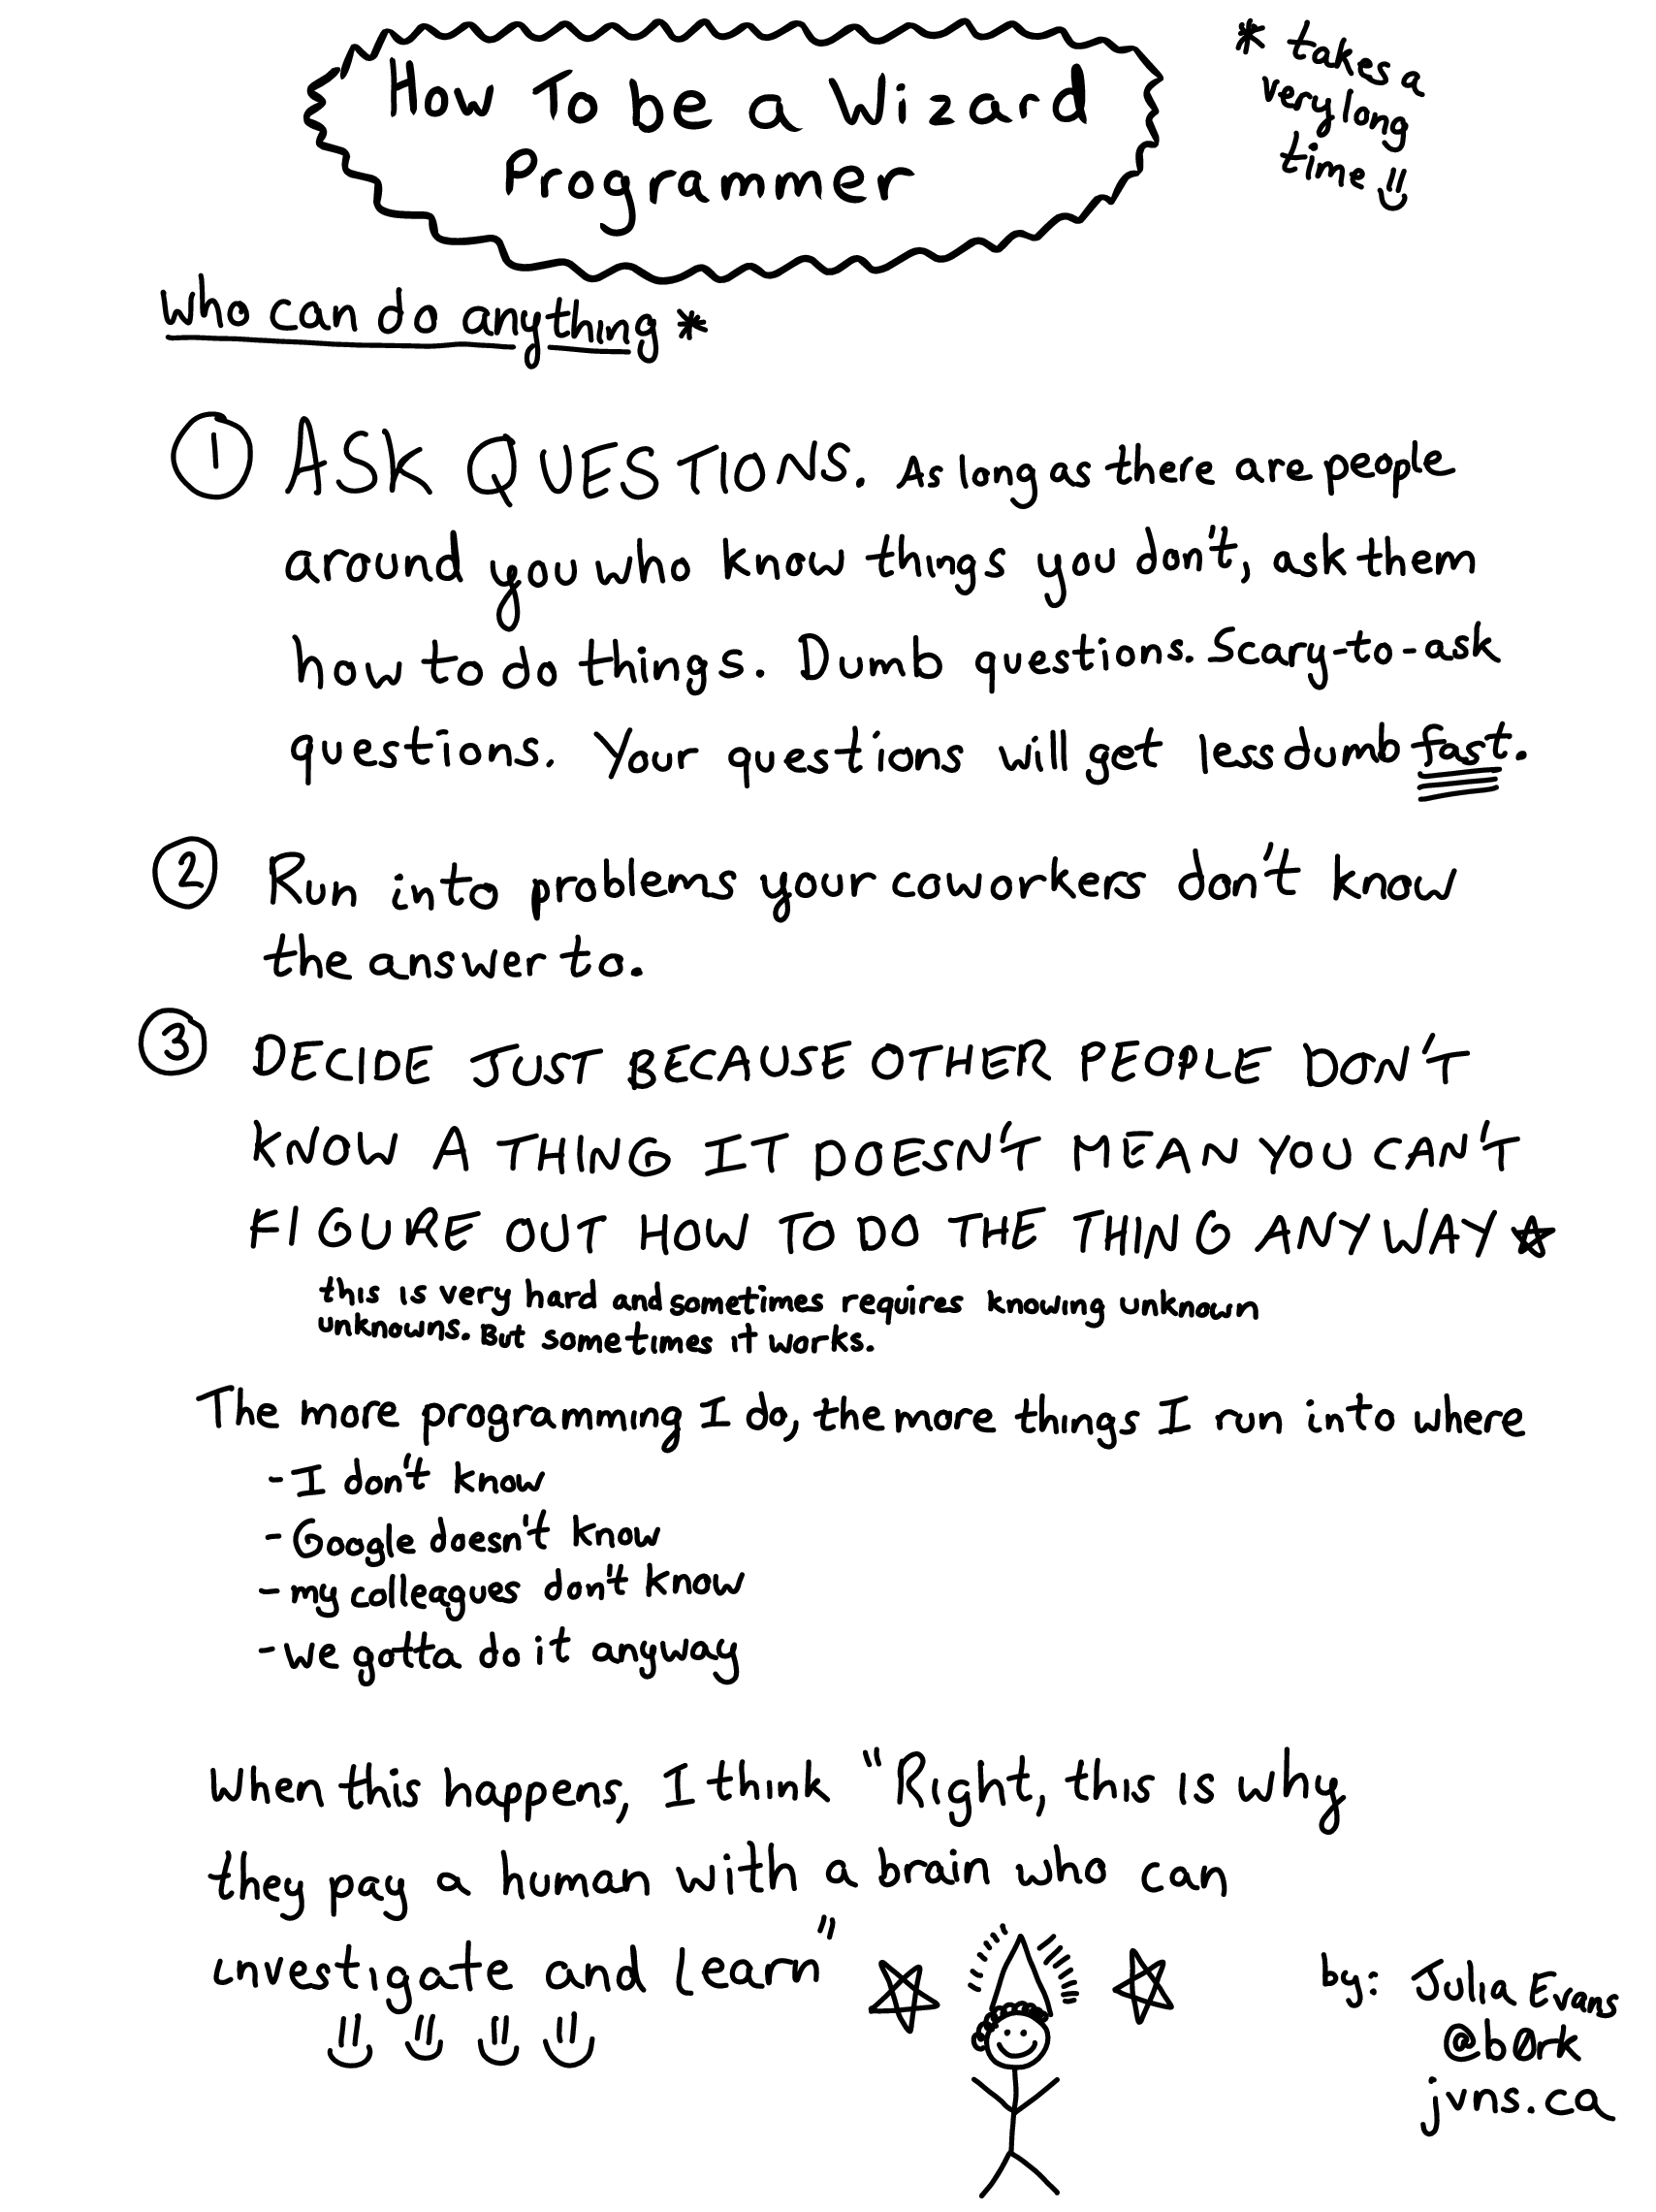 How To be a Wizard
Programmer
* takes a
very long
time
who can do anything *
1 ASK QUESTIONS. As long as there are people
around you who know things you don't, ask them
how to do things. Dumb questions. Scary-to-ask
questions. Your questions will get less dumb fast.
2 Run into problems your coworkers don't know
the answer to.
3 DECIDE JUST BECAUSE OTHER PEOPLE DON'T
KNOW A THING IT DOESN'T MEAN YOU CAN'T
FIGURE OUT HOW TO DO THE THING ANYWAY
this is very hard and sometimes requires knowing unknown
unknowns. But sometimes it works.
The more programming I do, the more things I run into where
- I don't know
- Google doesn't know
- my colleagues don't know
- we gotta do it anyway
When this happens, I think "Right, this is why
they pay a human with a brain who can
investigate and learn"
by: Julia Evans
@b0rk
jvns.ca